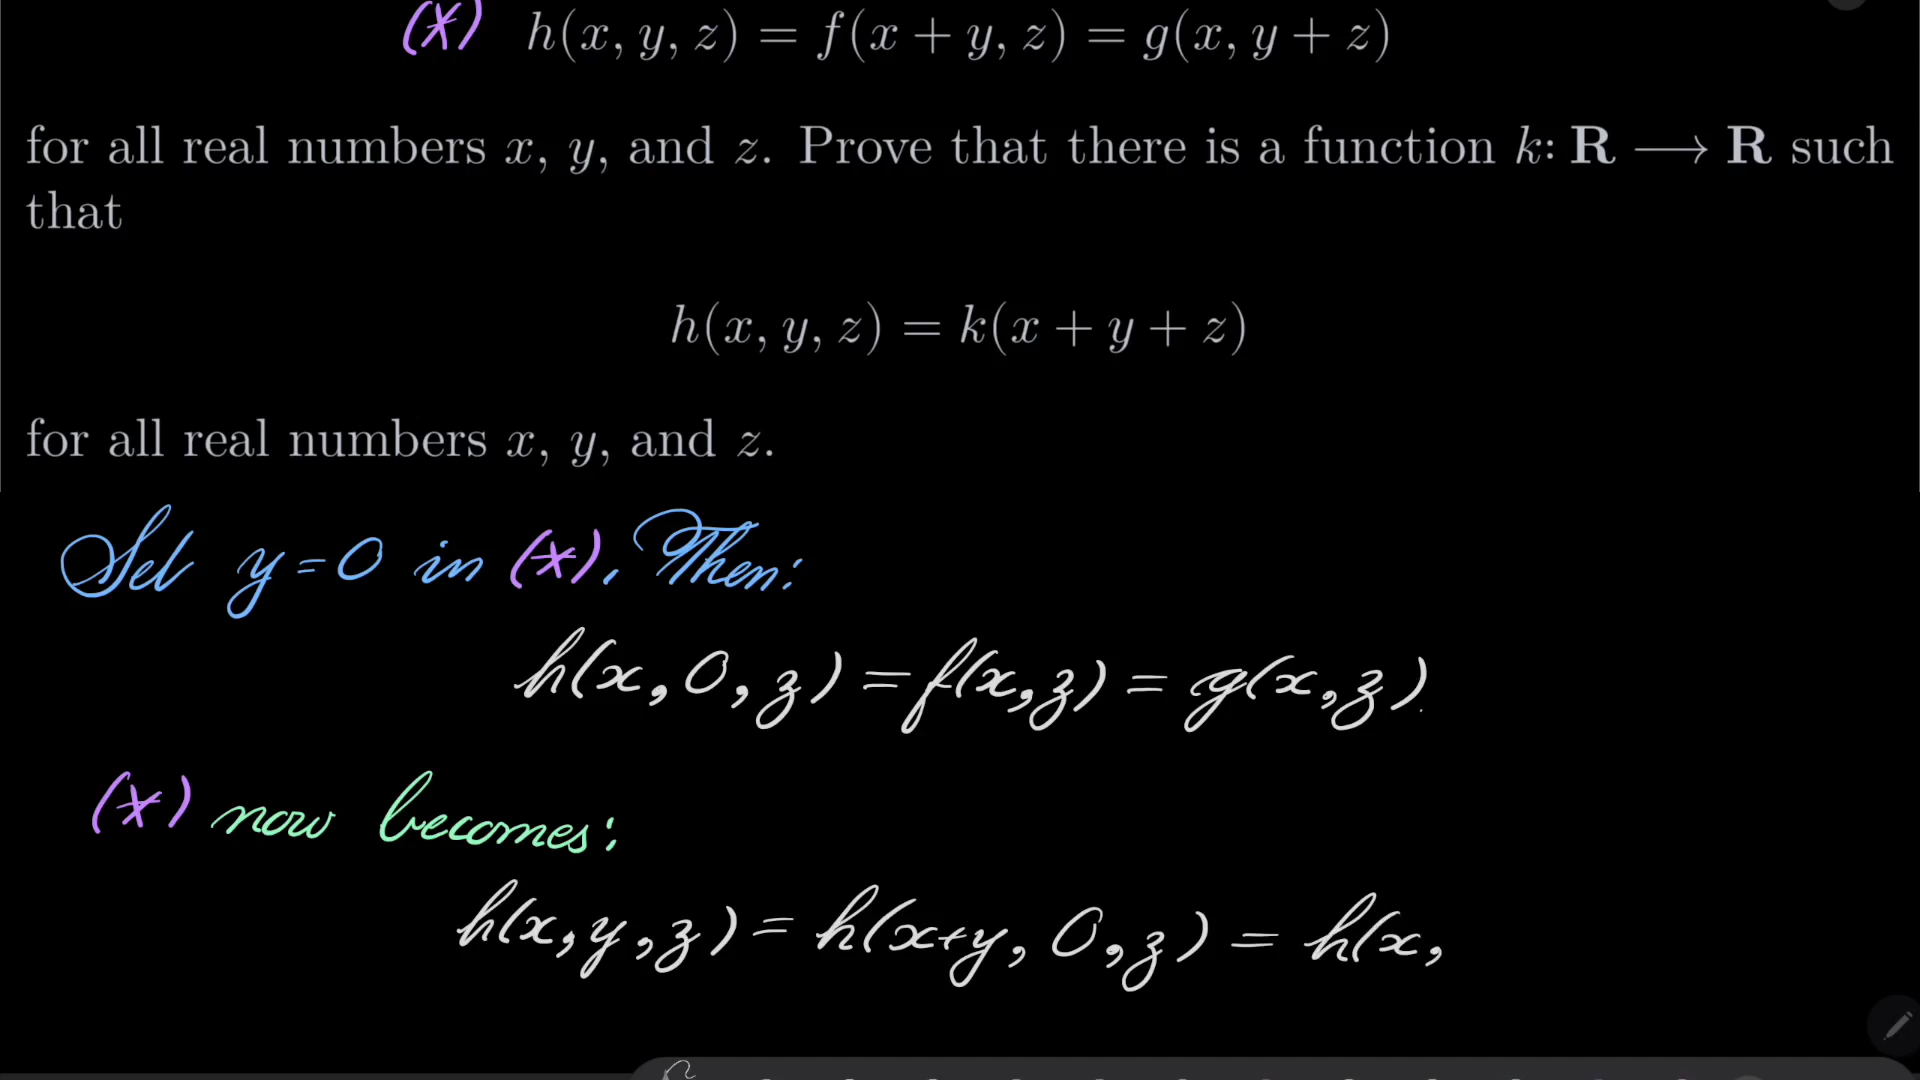 (*) h(x, y, z) = f(x + y, z) = g(x, y + z)
for all real numbers x, y, and z. Prove that there is a function k: R ⟶ R such
that
h(x, y, z) = k(x + y + z)
for all real numbers x, y, and z.
Set y=0 in (*). Then:
h(x,0,z)=f(x,z)=g(x,z).
(*) now becomes:
h(x,y,z)=h(x+y, 0,z)=h(x,